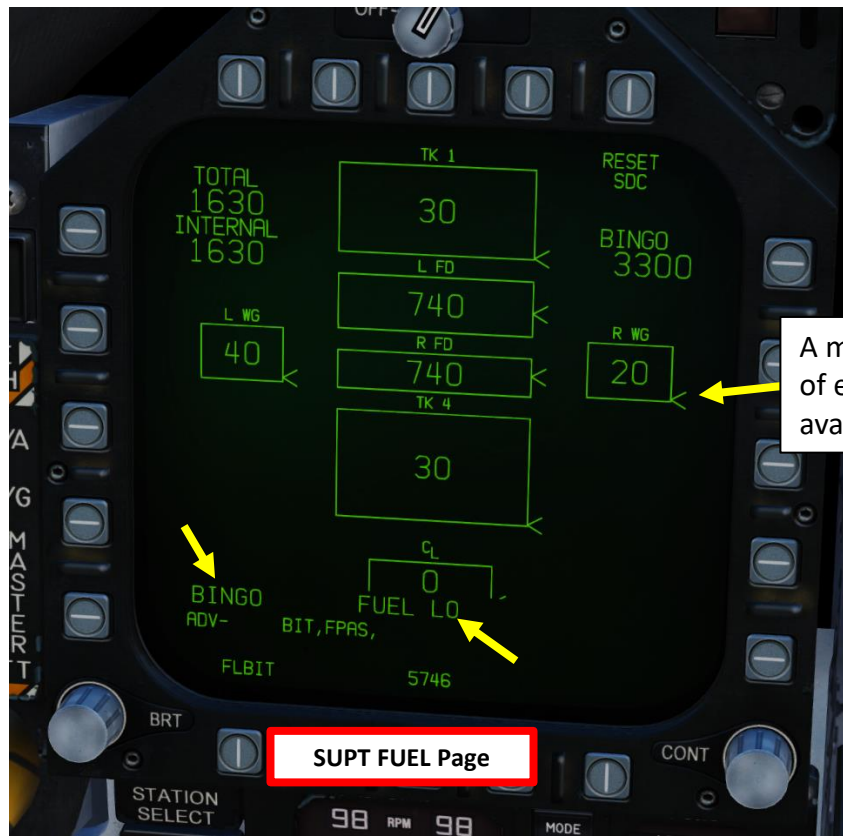 OFF
TOTAL
1630
INTERNAL
1630
TK 1
30
RESET
SDC
BINGO
3300
L FD
740
L WG
40
R FD
740
R WG
20
TK 4
30
A m
of e
ava
/A
/G
M
A
S
T
E
R
CL
0
BINGO
FUEL LO
ADV-
BIT,FPAS,
FLBIT
5746
BRT
SUPT FUEL Page
CONT
STATION
SELECT
98 RPM 98
MODE